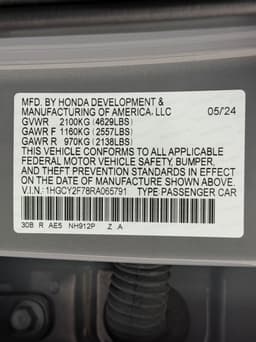 MFD. BY HONDA DEVELOPMENT &
MANUFACTURING OF AMERICA, LLC 05/'24
GVWR 2100KG (4629LBS)
GAWR F 1160KG (2557LBS)
GAWR R 970KG (2138LBS)
THIS VEHICLE CONFORMS TO ALL APPLICABLE
FEDERAL MOTOR VEHICLE SAFETY, BUMPER,
AND THEFT PREVENTION STANDARDS IN EFFECT
ON THE DATE OF MANUFACTURE SHOWN ABOVE.
V.I.N.: 1HGCY2F78RA065791 TYPE:PASSENGER CAR
30B R AE5 NH912P Z A